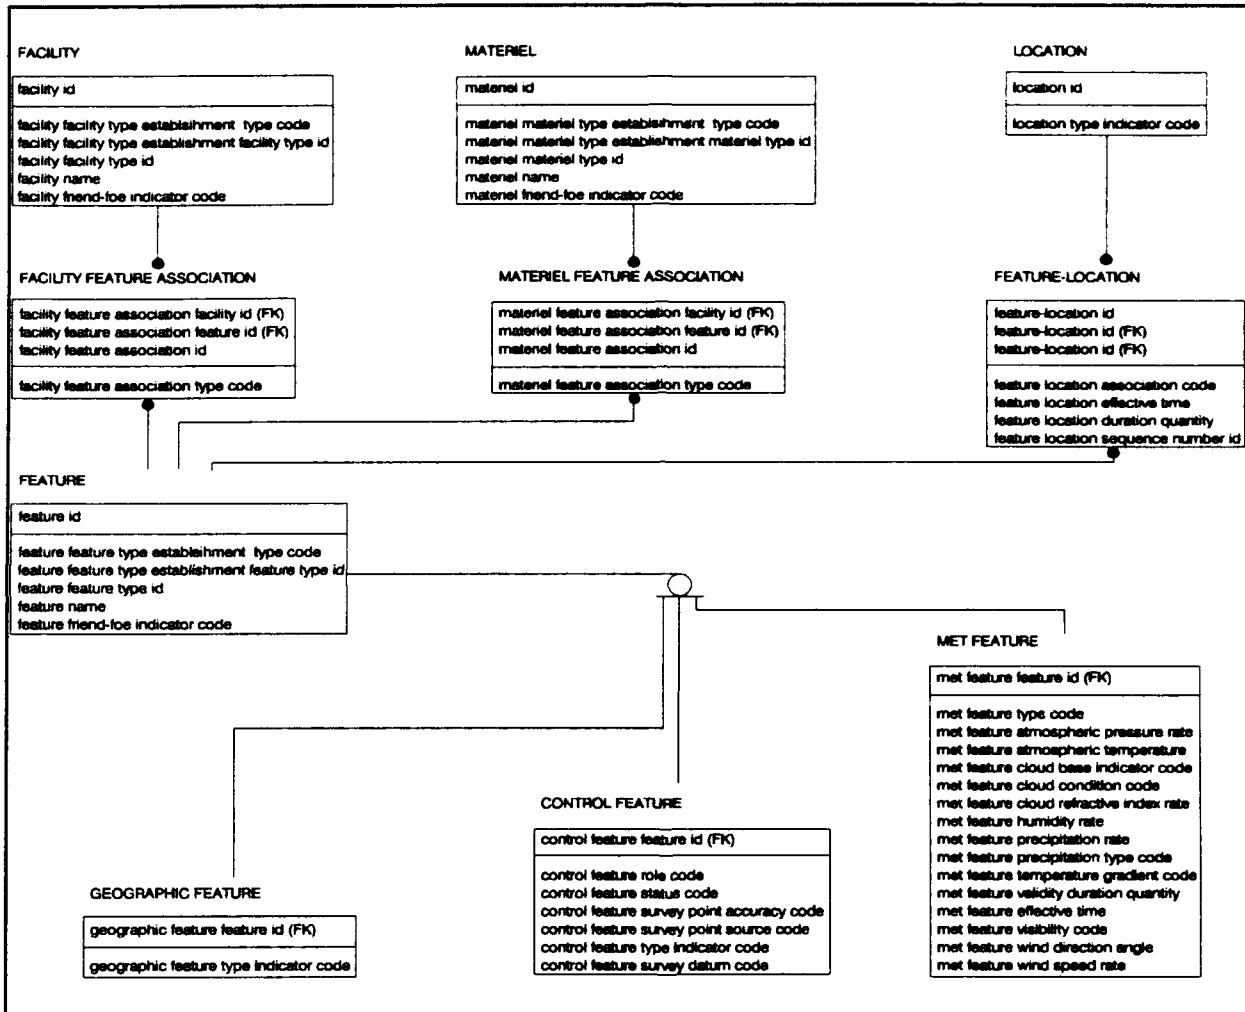 FACILITY
facility id
facility facility type establsihment type code
facility facility type establishment facility type id
facility facility type id
facility name
facility friend-foe indicator code
MATERIEL
materiel id
materiel materiel type establsihment type code
materiel materiel type establishment materiel type id
materiel materiel type id
materiel name
materiel friend-foe indicator code
LOCATION
location id
location type indicator code
FACILITY FEATURE ASSOCIATION
facility feature association facility id (FK)
facility feature association feature id (FK)
facility feature association id
facility feature association type code
MATERIEL FEATURE ASSOCIATION
materiel feature association facility id (FK)
materiel feature association feature id (FK)
materiel feature association id
materiel feature association type code
FEATURE-LOCATION
feature-location id
feature-location id (FK)
feature-location id (FK)
feature location association code
feature location effective time
feature location duration quantity
feature location sequence number id
FEATURE
feature id
feature feature type establsihment type code
feature feature type establishment feature type id
feature feature type id
feature name
feature friend-foe indicator code
MET FEATURE
met feature feature id (FK)
met feature type code
met feature atmospheric pressure rate
met feature atmospheric temperature
met feature cloud base indicator code
met feature cloud condition code
met feature cloud refractive index rate
met feature humidity rate
met feature precipitation rate
met feature precipitation type code
met feature temperature gradient code
met feature validity duration quantity
met feature effective time
met feature visibility code
met feature wind direction angle
met feature wind speed rate
CONTROL FEATURE
control feature feature id (FK)
control feature role code
control feature status code
control feature survey point accuracy code
control feature survey point source code
control feature type indicator code
control feature survey datum code
GEOGRAPHIC FEATURE
geographic feature feature id (FK)
geographic feature type indicator code